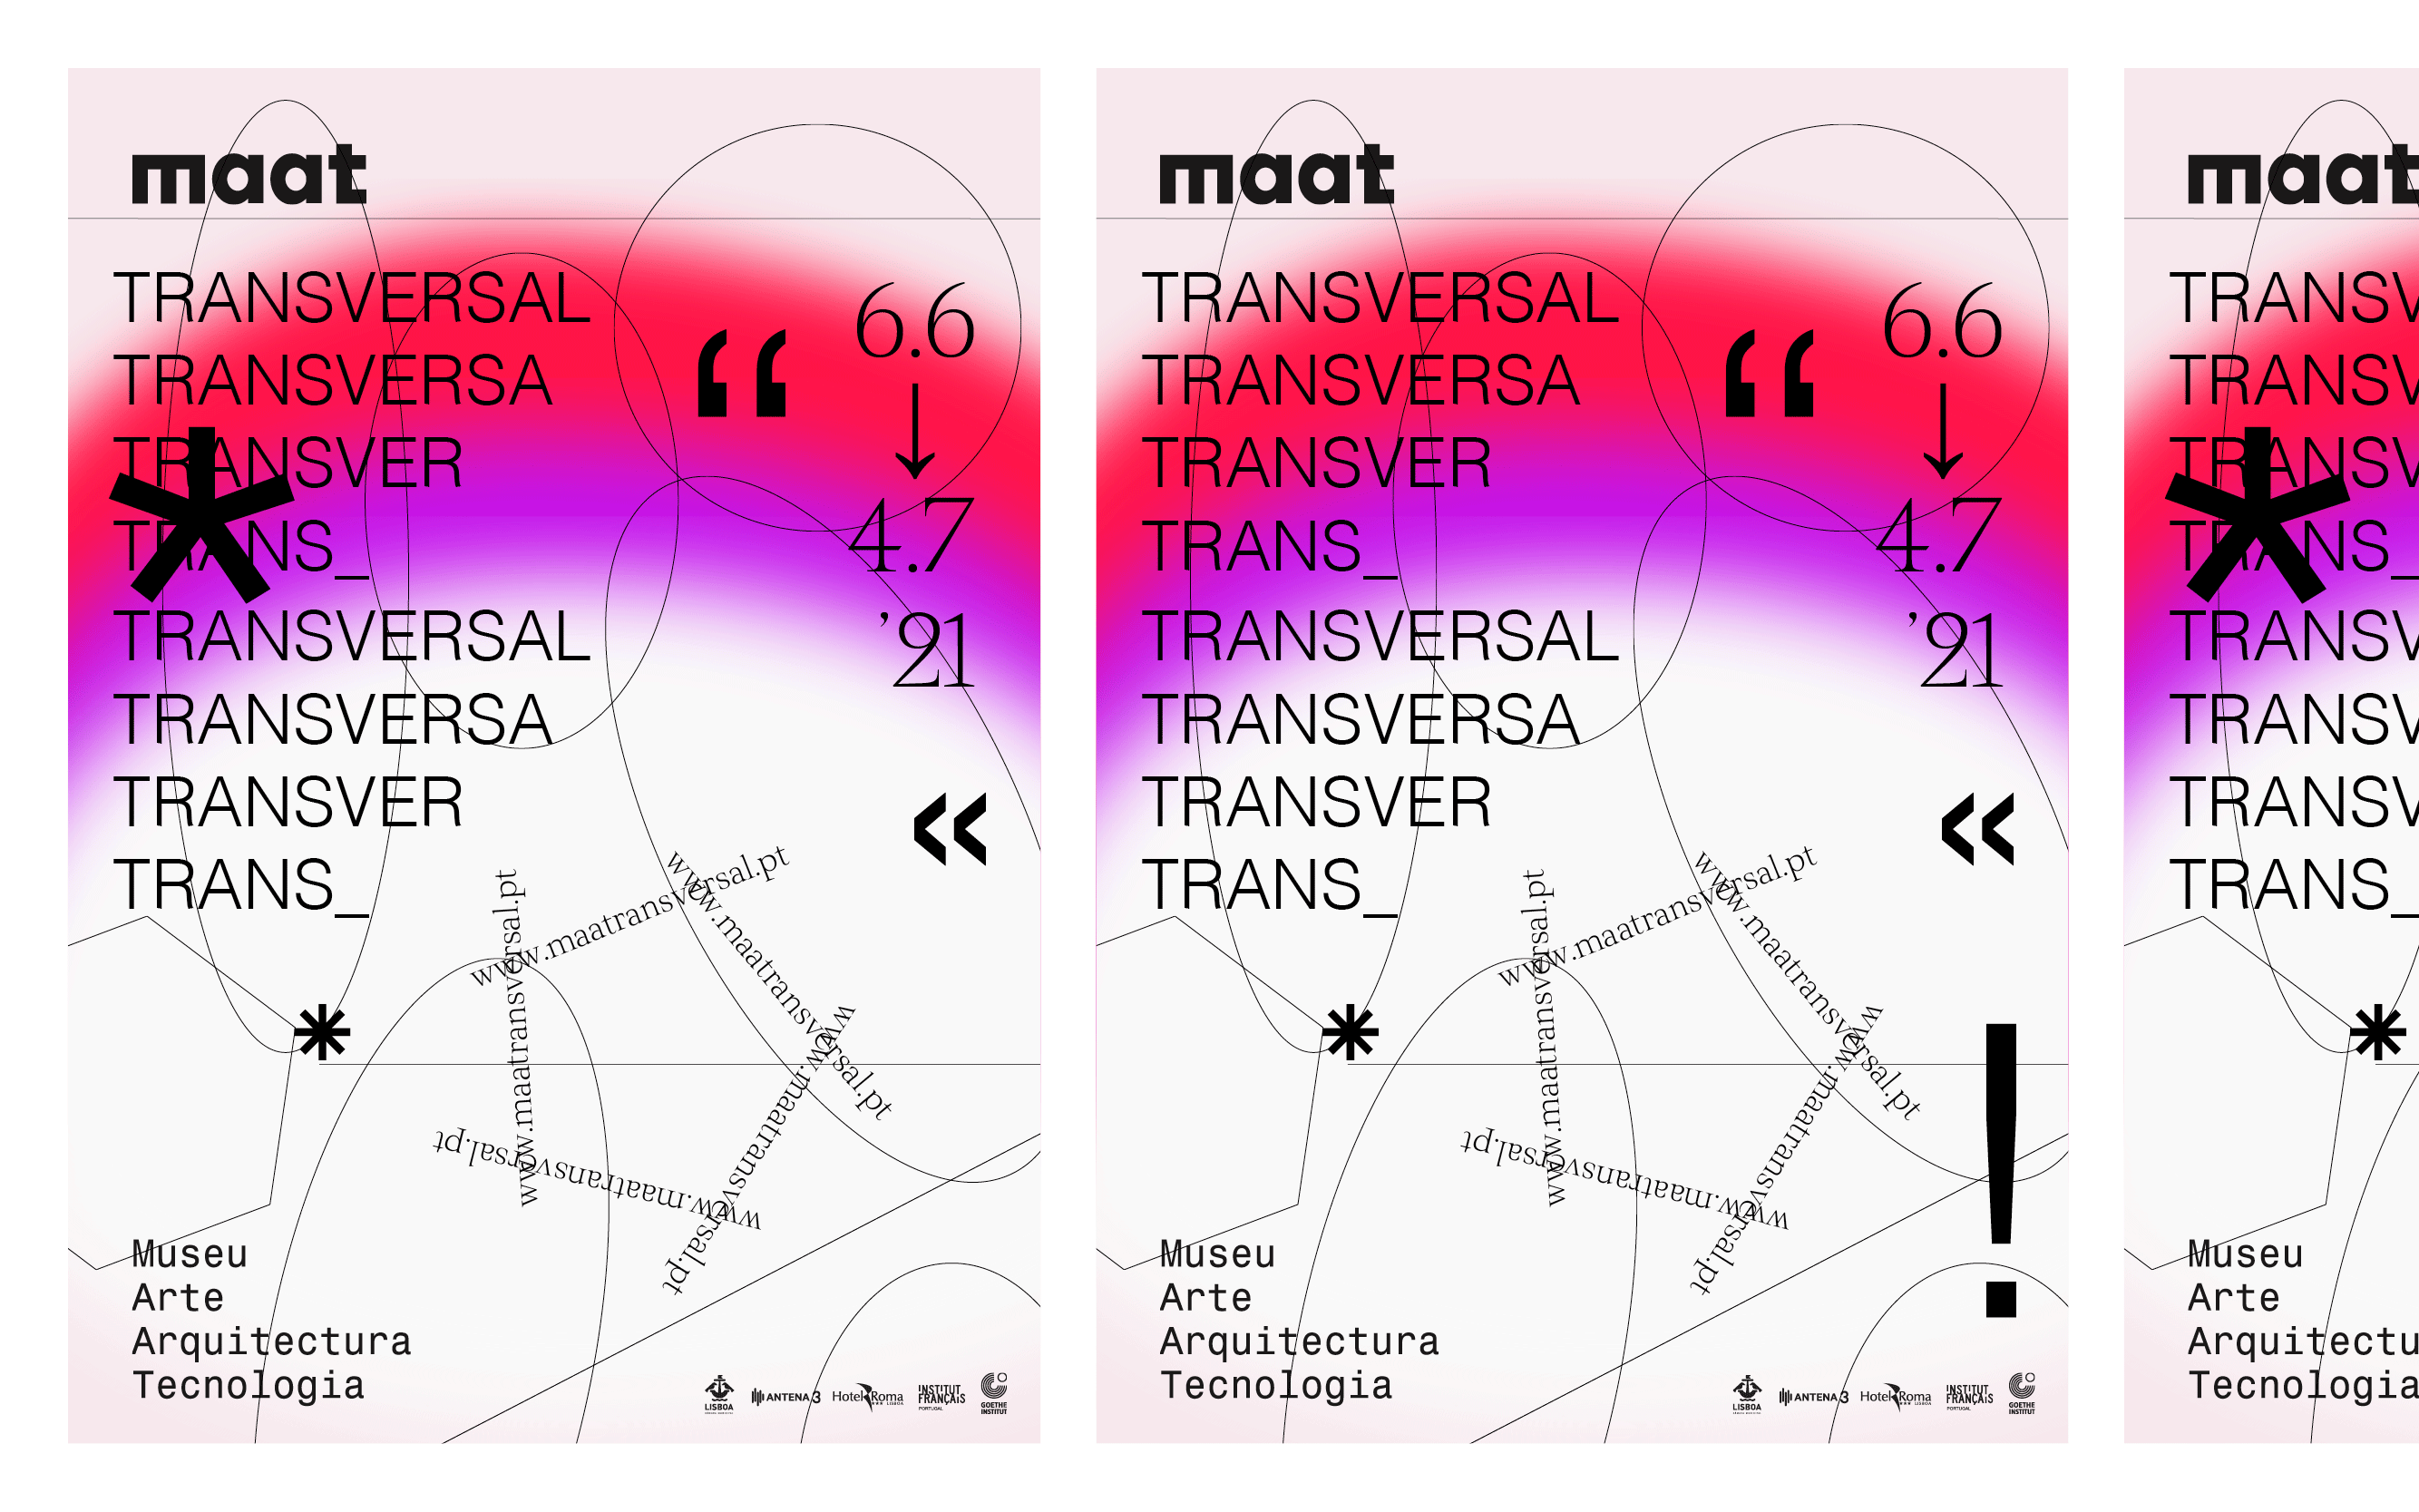 maat
TRANSVERSAL
TRANSVERSA
TRANSVER
TRANS_
TRANSVERSAL
TRANSVERSA
TRANSVER
TRANS_
*
“
6.6
↓
4.7
’21
«
www.maatransversal.pt
www.maatransversal.pt
www.maatransversal.pt
www.maatransversal.pt
www.maatransversal.pt
*
Museu
Arte
Arquitectura
Tecnologia
LISBOA
ANTENA 3
Hotel Roma
INSTITUT
FRANÇAIS
PORTUGAL
GOETHE
INSTITUT
maat
TRANSVERSAL
TRANSVERSA
TRANSVER
TRANS_
TRANSVERSAL
TRANSVERSA
TRANSVER
TRANS_
“
6.6
↓
4.7
’21
«
www.maatransversal.pt
www.maatransversal.pt
www.maatransversal.pt
www.maatransversal.pt
www.maatransversal.pt
*
!
Museu
Arte
Arquitectura
Tecnologia
LISBOA
ANTENA 3
Hotel Roma
INSTITUT
FRANÇAIS
PORTUGAL
GOETHE
INSTITUT
maat
TRANSV
TRANSV
TRANSV
TRANS_
TRANSV
TRANSV
TRANSV
TRANS_
*
*
Museu
Arte
Arquitectu
Tecnologia